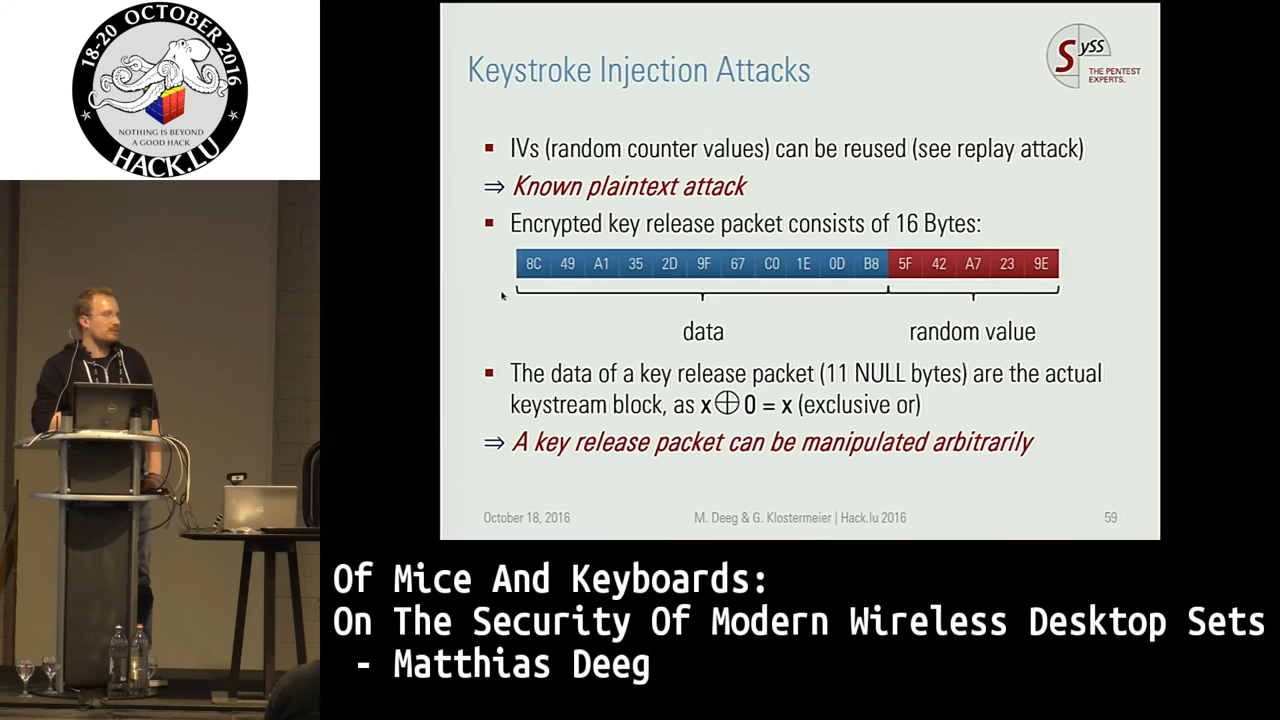 18-20 OCTOBER 2016
NOTHING IS BEYOND
A GOOD HACK
HACK.LU
Keystroke Injection Attacks
SySS
THE PENTEST
EXPERTS.
▪ IVs (random counter values) can be reused (see replay attack)
⇒ Known plaintext attack
▪ Encrypted key release packet consists of 16 Bytes:
8C 49 A1 35 2D 9F 67 C0 1E 0D B8 5F 42 A7 23 9E
data random value
▪ The data of a key release packet (11 NULL bytes) are the actual
keystream block, as x⊕0 = x (exclusive or)
⇒ A key release packet can be manipulated arbitrarily
October 18, 2016 M. Deeg & G. Klostermeier | Hack.lu 2016 59
Of Mice And Keyboards:
On The Security Of Modern Wireless Desktop Sets
- Matthias Deeg